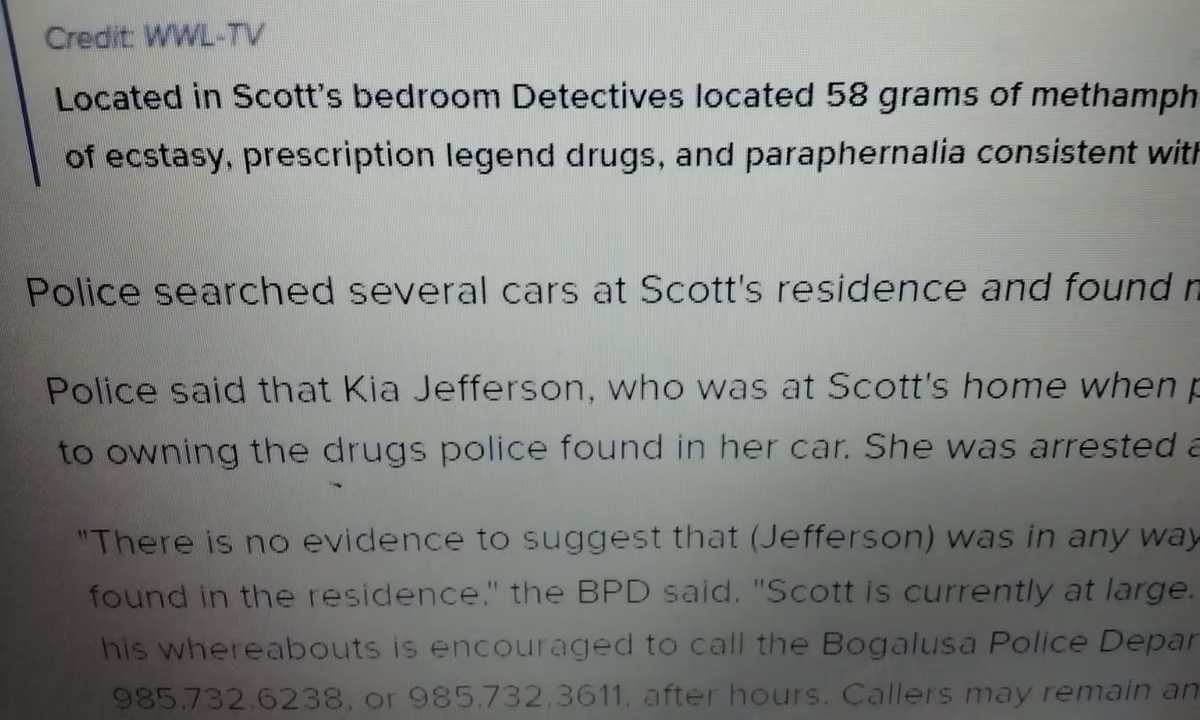 Credit: WWL-TV
Located in Scott's bedroom Detectives located 58 grams of methamph
of ecstasy, prescription legend drugs, and paraphernalia consistent with
Police searched several cars at Scott's residence and found
Police said that Kia Jefferson, who was at Scott's home when
to owning the drugs police found in her car. She was arrested
"There is no evidence to suggest that (Jefferson) was in any way
found in the residence," the BPD said. "Scott is currently at large.
his whereabouts is encouraged to call the Bogalusa Police Depar
985.732.6238, or 985.732.3611, after hours. Callers may remain an